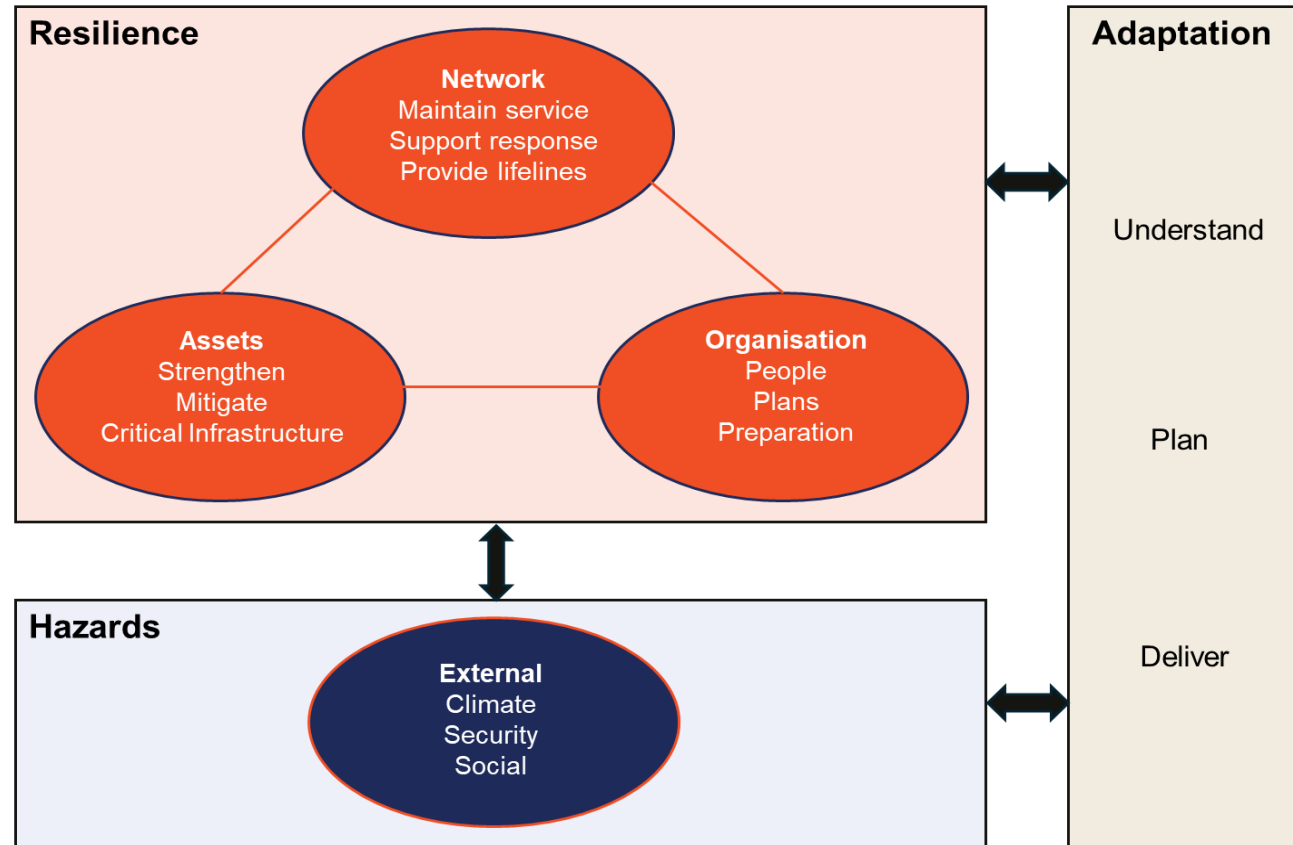 Resilience
Network
Maintain service
Support response
Provide lifelines
Assets
Strengthen
Mitigate
Critical Infrastructure
Organisation
People
Plans
Preparation
Hazards
External
Climate
Security
Social
Adaptation
Understand
Plan
Deliver